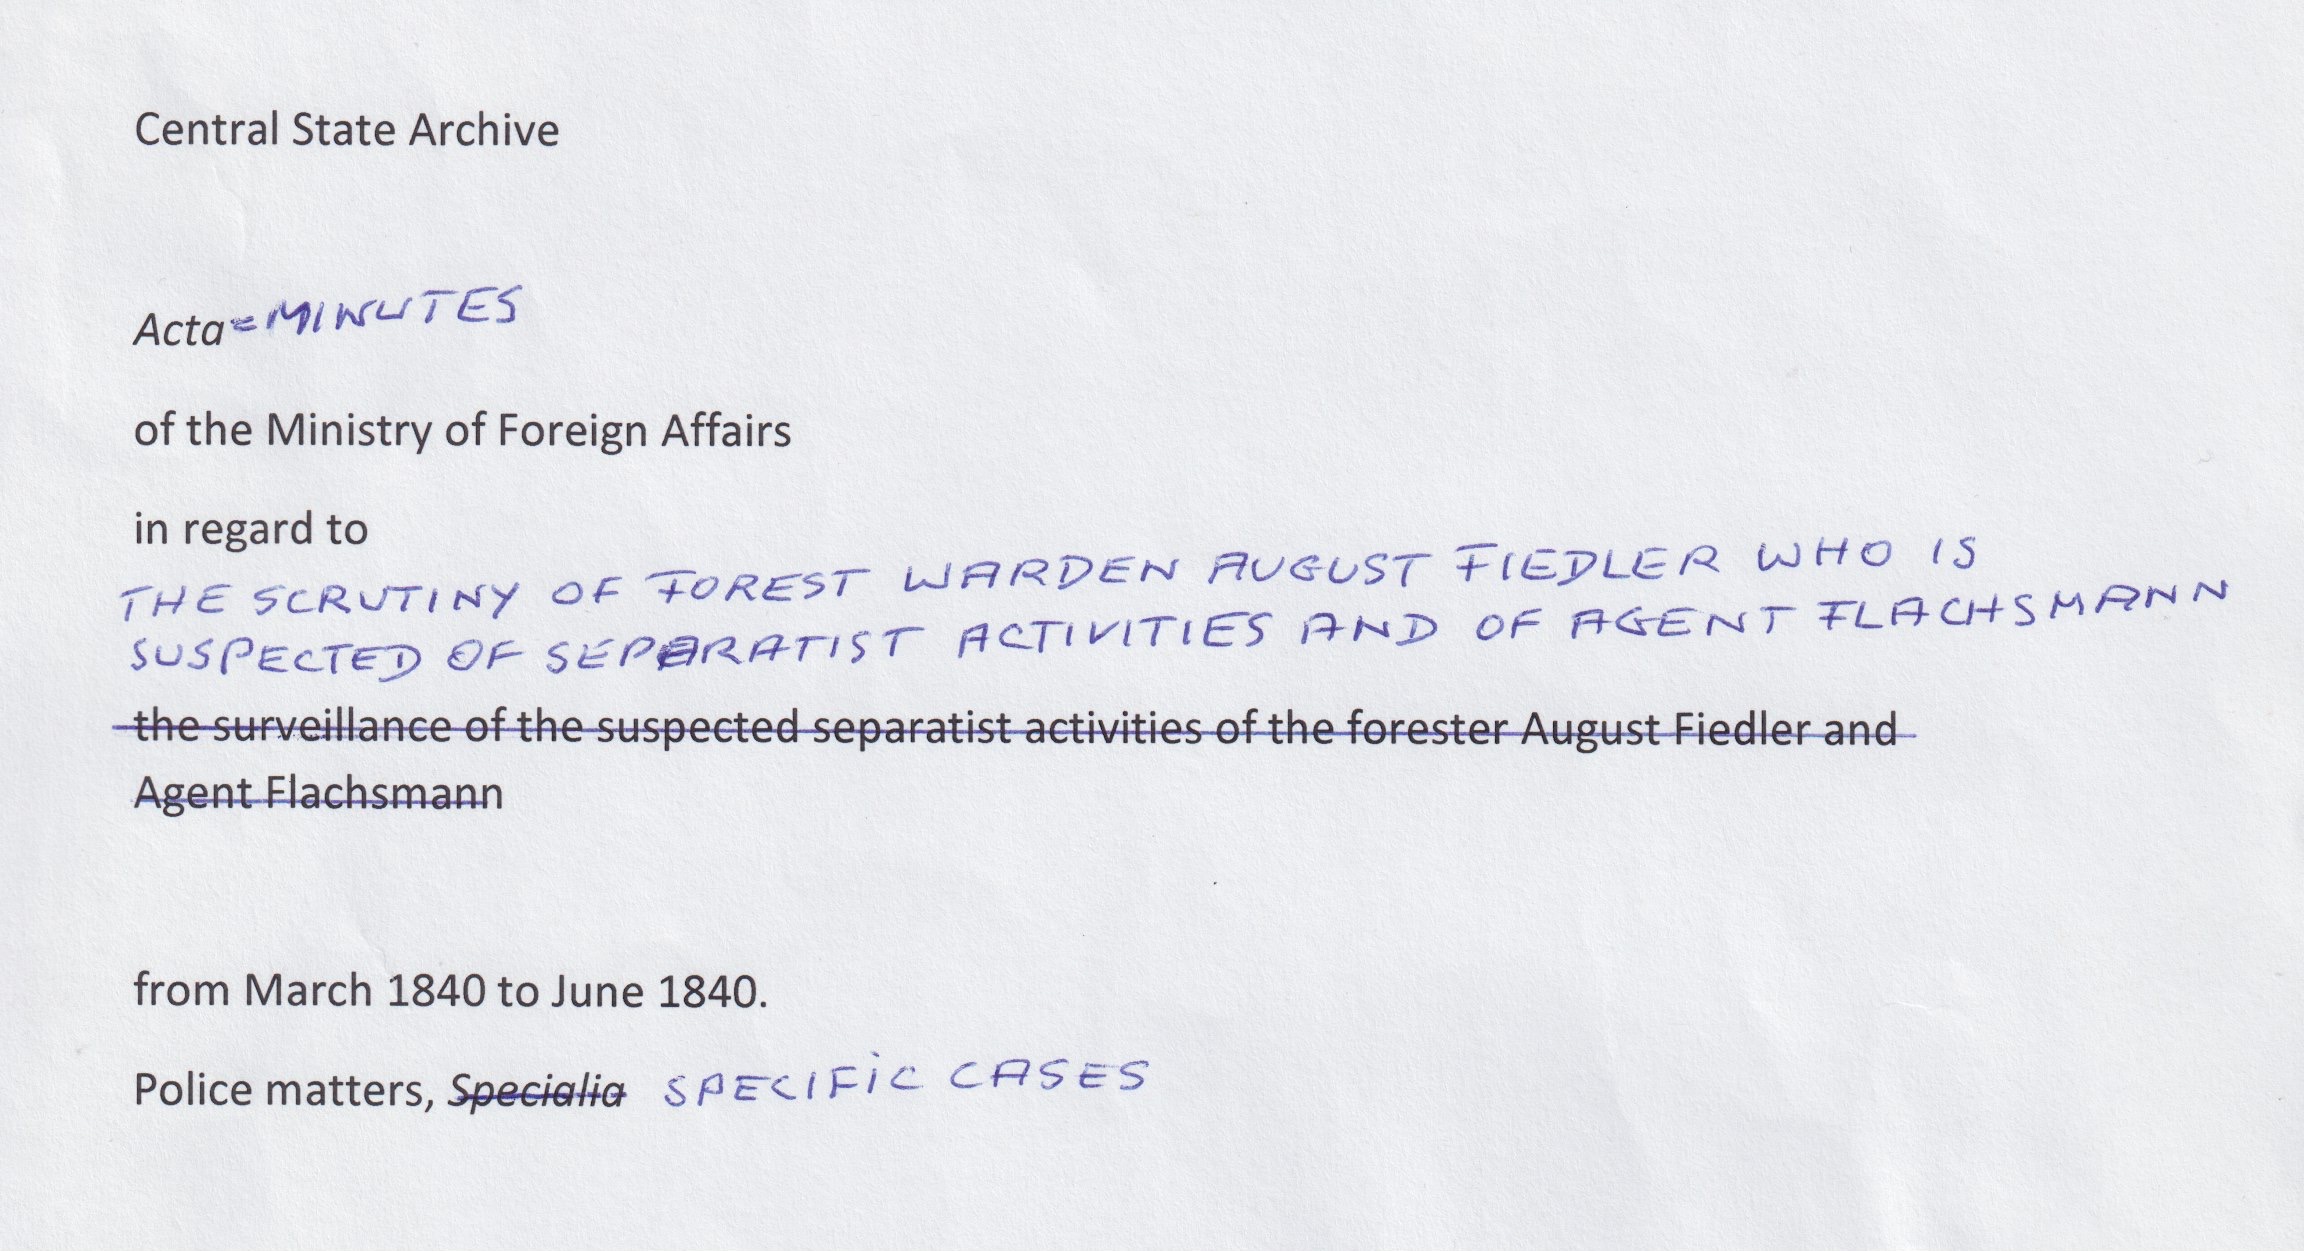 Central State Archive
Acta = MINUTES
of the Ministry of Foreign Affairs
in regard to
THE SCRUTINY OF FOREST WARDEN AUGUST FIEDLER WHO IS
SUSPECTED OF SEPARATIST ACTIVITIES AND OF AGENT FLACHSMANN
the surveillance of the suspected separatist activities of the forester August Fiedler and
Agent Flachsmann
from March 1840 to June 1840.
Police matters, Specialia SPECIFIC CASES